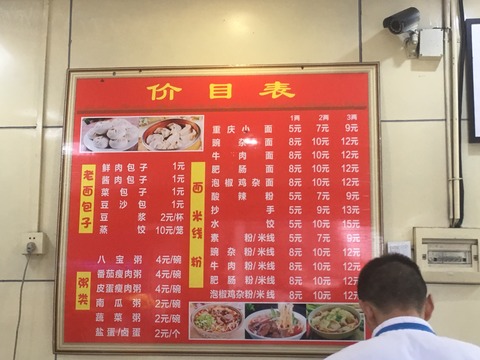 价目表
老面包子
鲜肉包子 1元
酱肉包子 1元
菜包子 1元
豆沙包 1元
豆浆 2元/杯
蒸饺 10元/笼
粥类
八宝粥 4元/碗
番茄瘦肉粥 4元/碗
皮蛋瘦肉粥 4元/碗
南瓜粥 2元/碗
蔬菜粥 2元/碗
盐蛋/卤蛋 2元/个
面米线粉
1两 2两 3两
重庆小面 5元 7元 9元
豌杂面 8元 10元 12元
牛肉面 8元 10元 12元
肥肠面 8元 10元 12元
泡椒鸡杂面 8元 10元 12元
酸辣粉 5元 7元 9元
抄手 5元 9元 13元
水饺 5元 10元 15元
素粉/米线 5元 7元 9元
豌杂粉/米线 8元 10元 12元
牛肉粉/米线 8元 10元 12元
肥肠粉/米线 8元 10元 12元
泡椒鸡杂粉/米线 8元 10元 12元